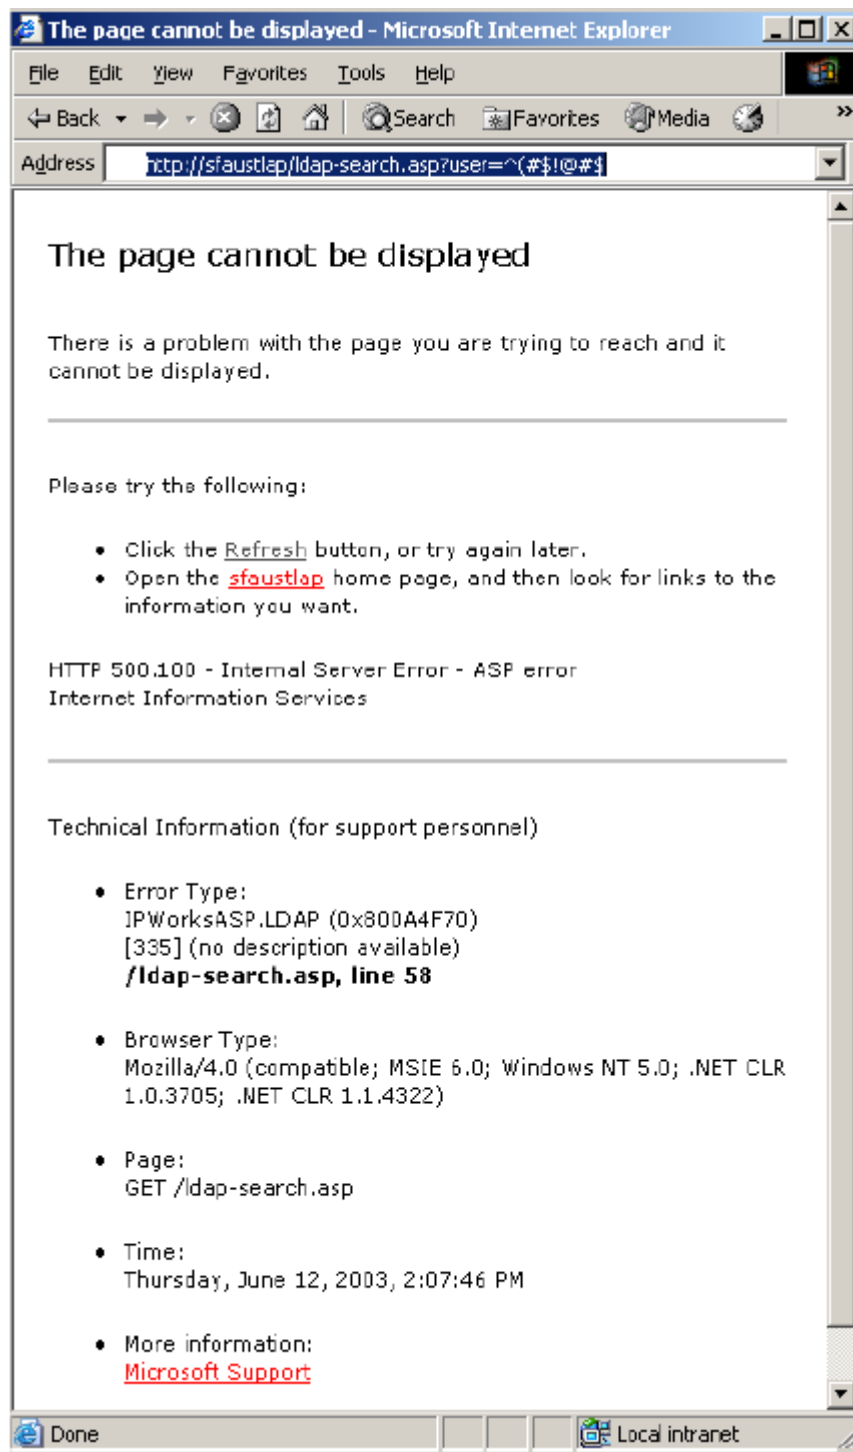 The page cannot be displayed - Microsoft Internet Explorer
File Edit View Favorites Tools Help
Back Search Favorites Media »
Address http://sfaustlap/ldap-search.asp?user=^(#$!@#$
The page cannot be displayed
There is a problem with the page you are trying to reach and it
cannot be displayed.
Please try the following:
• Click the Refresh button, or try again later.
• Open the sfaustlap home page, and then look for links to the
information you want.
HTTP 500.100 - Internal Server Error - ASP error
Internet Information Services
Technical Information (for support personnel)
• Error Type:
IPWorksASP.LDAP (0x800A4F70)
[335] (no description available)
/ldap-search.asp, line 58
• Browser Type:
Mozilla/4.0 (compatible; MSIE 6.0; Windows NT 5.0; .NET CLR
1.0.3705; .NET CLR 1.1.4322)
• Page:
GET /ldap-search.asp
• Time:
Thursday, June 12, 2003, 2:07:46 PM
• More information:
Microsoft Support
Done Local intranet